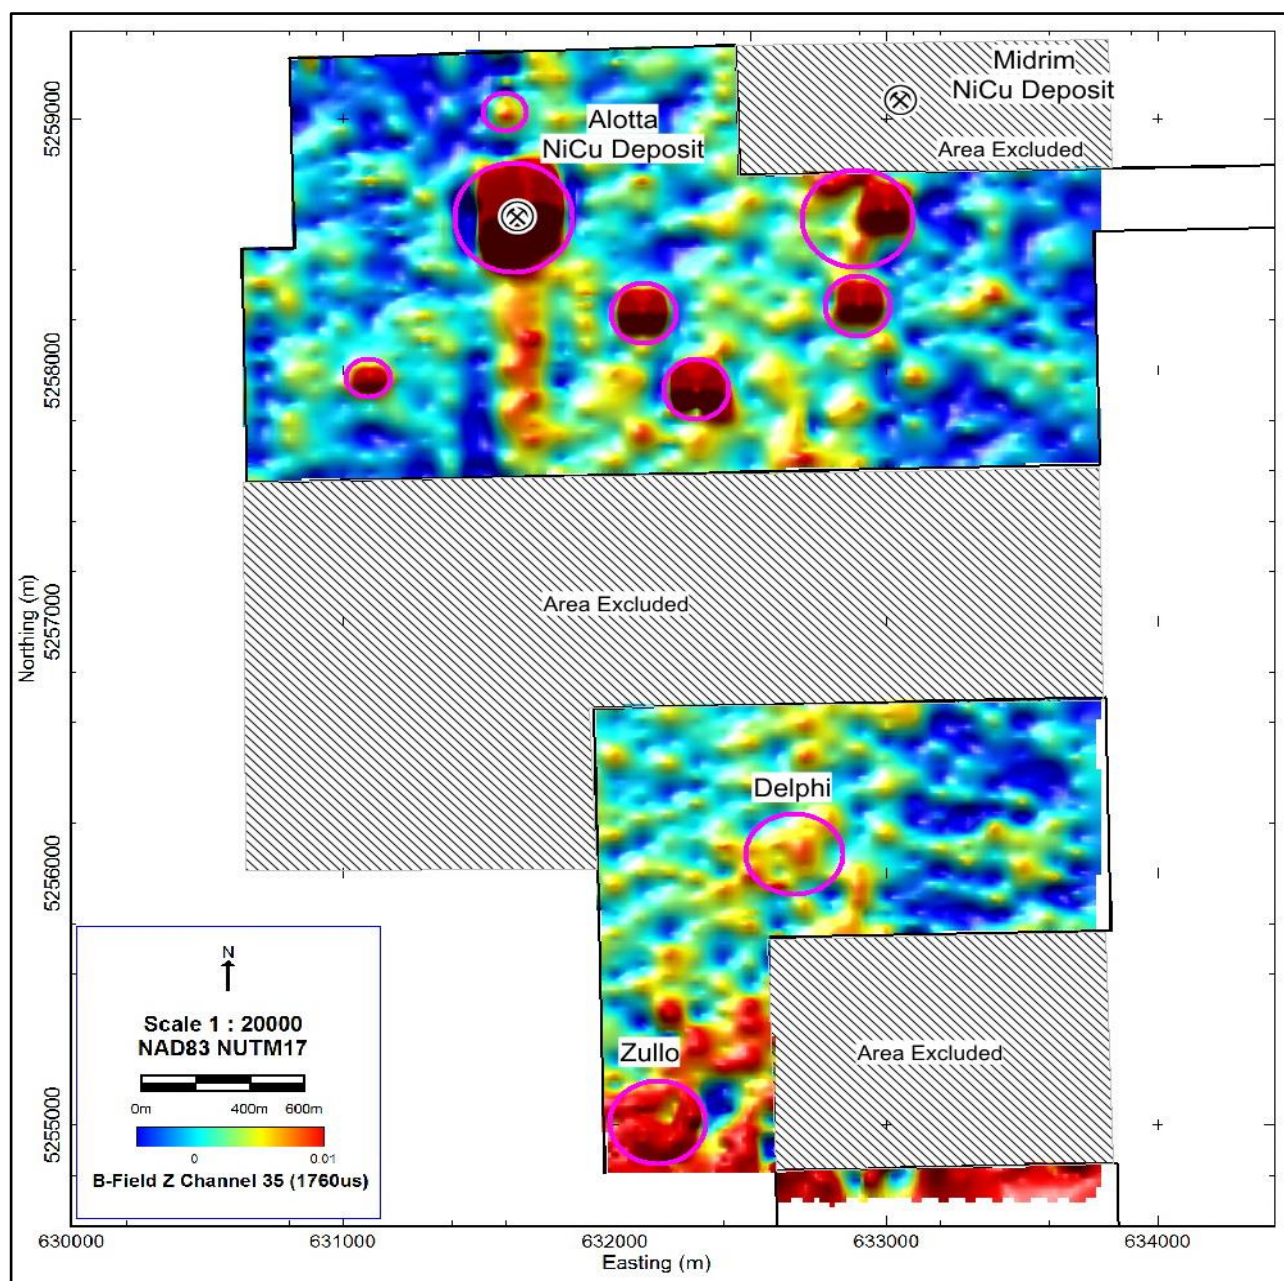 Midrim
NiCu Deposit
Area Excluded
Alotta
NiCu Deposit
5259000
5258000
5257000
Northing (m)
Area Excluded
5256000
Delphi
N
Scale 1 : 20000
NAD83 NUTM17
0m 400m 600m
0 0.01
B-Field Z Channel 35 (1760us)
Zullo
Area Excluded
5255000
630000 631000 632000 633000 634000
Easting (m)